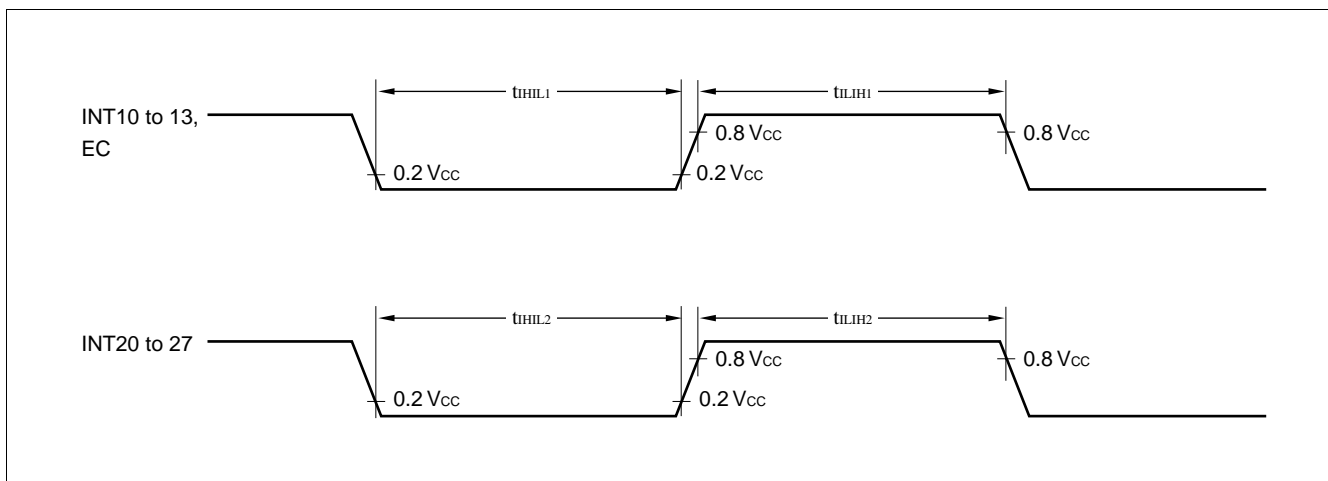 tIHIL1 tILIH1
INT10 to 13,
EC
0.8 VCC 0.8 VCC
0.2 VCC 0.2 VCC
tIHIL2 tILIH2
INT20 to 27
0.8 VCC 0.8 VCC
0.2 VCC 0.2 VCC